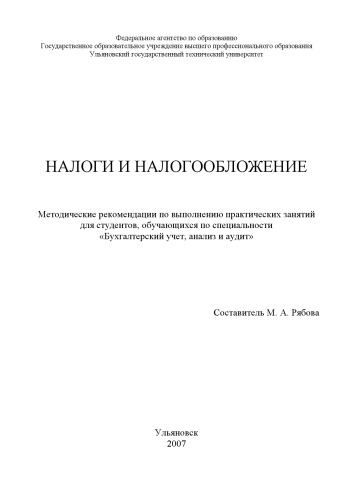 Федеральное агентство по образованию
Государственное образовательное учреждение высшего профессионального образования
Ульяновский государственный технический университет
НАЛОГИ И НАЛОГООБЛОЖЕНИЕ
Методические рекомендации по выполнению практических занятий
для студентов, обучающихся по специальности
«Бухгалтерский учет, анализ и аудит»
Составитель М. А. Рябова
Ульяновск
2007